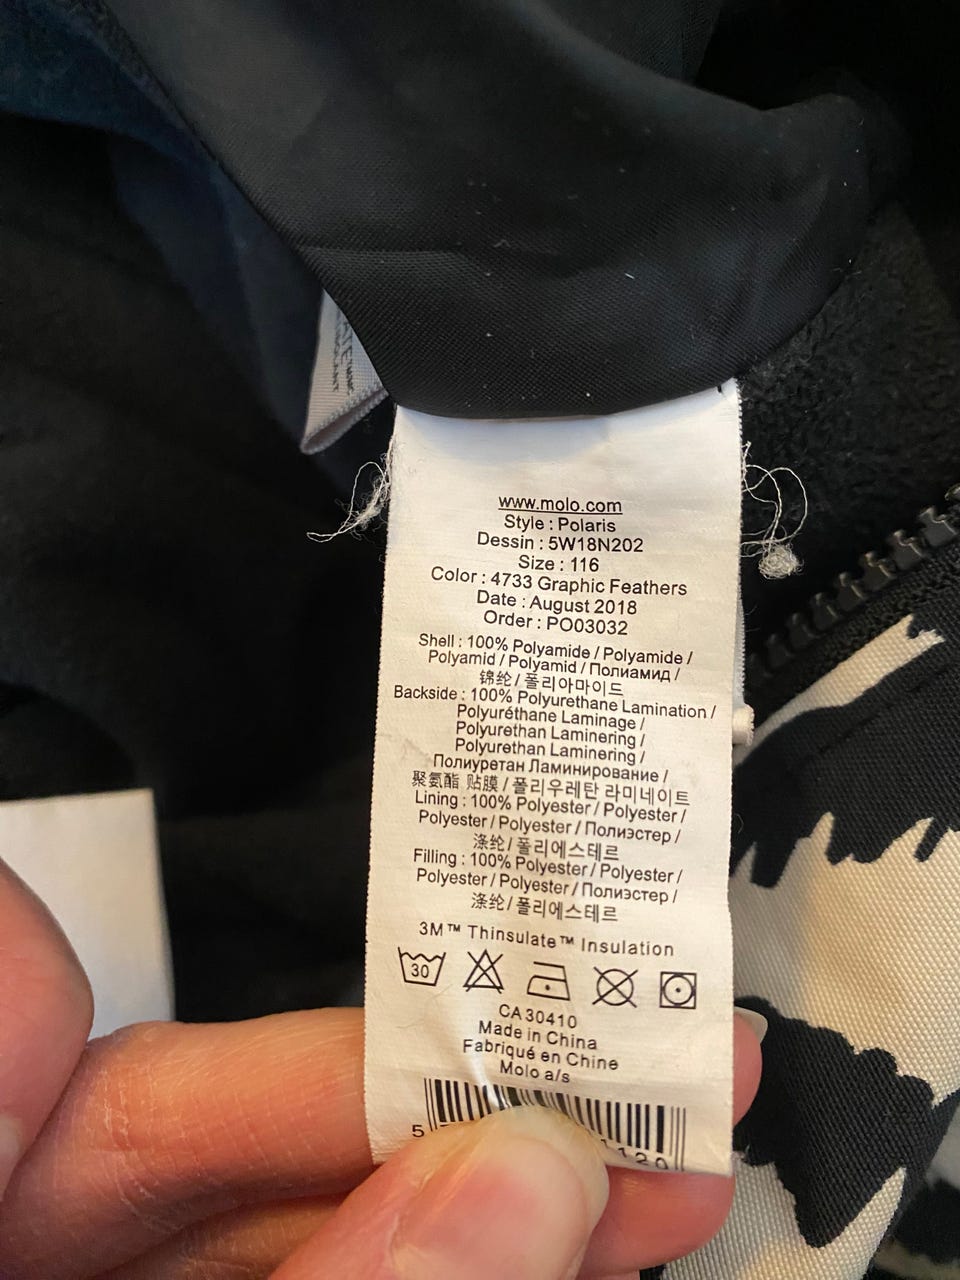 www.molo.com
Style : Polaris
Dessin : 5W18N202
Size : 116
Color : 4733 Graphic Feathers
Date : August 2018
Order : PO03032
Shell : 100% Polyamide / Polyamide /
Polyamid / Polyamid / Полиамид /
锦纶 / 폴리아마이드
Backside : 100% Polyurethane Lamination /
Polyuréthane Laminage /
Polyurethan Laminering /
Polyurethan Laminering /
Полиуретан Ламинирование /
聚氨酯 贴膜 / 폴리우레탄 라미네이트
Lining : 100% Polyester / Polyester /
Polyester / Polyester / Полиэстер /
涤纶 / 폴리에스테르
Filling : 100% Polyester / Polyester /
Polyester / Polyester / Полиэстер /
涤纶 / 폴리에스테르
3M™ Thinsulate™ Insulation
30
CA 30410
Made in China
Fabriqué en Chine
Molo a/s
5 1120